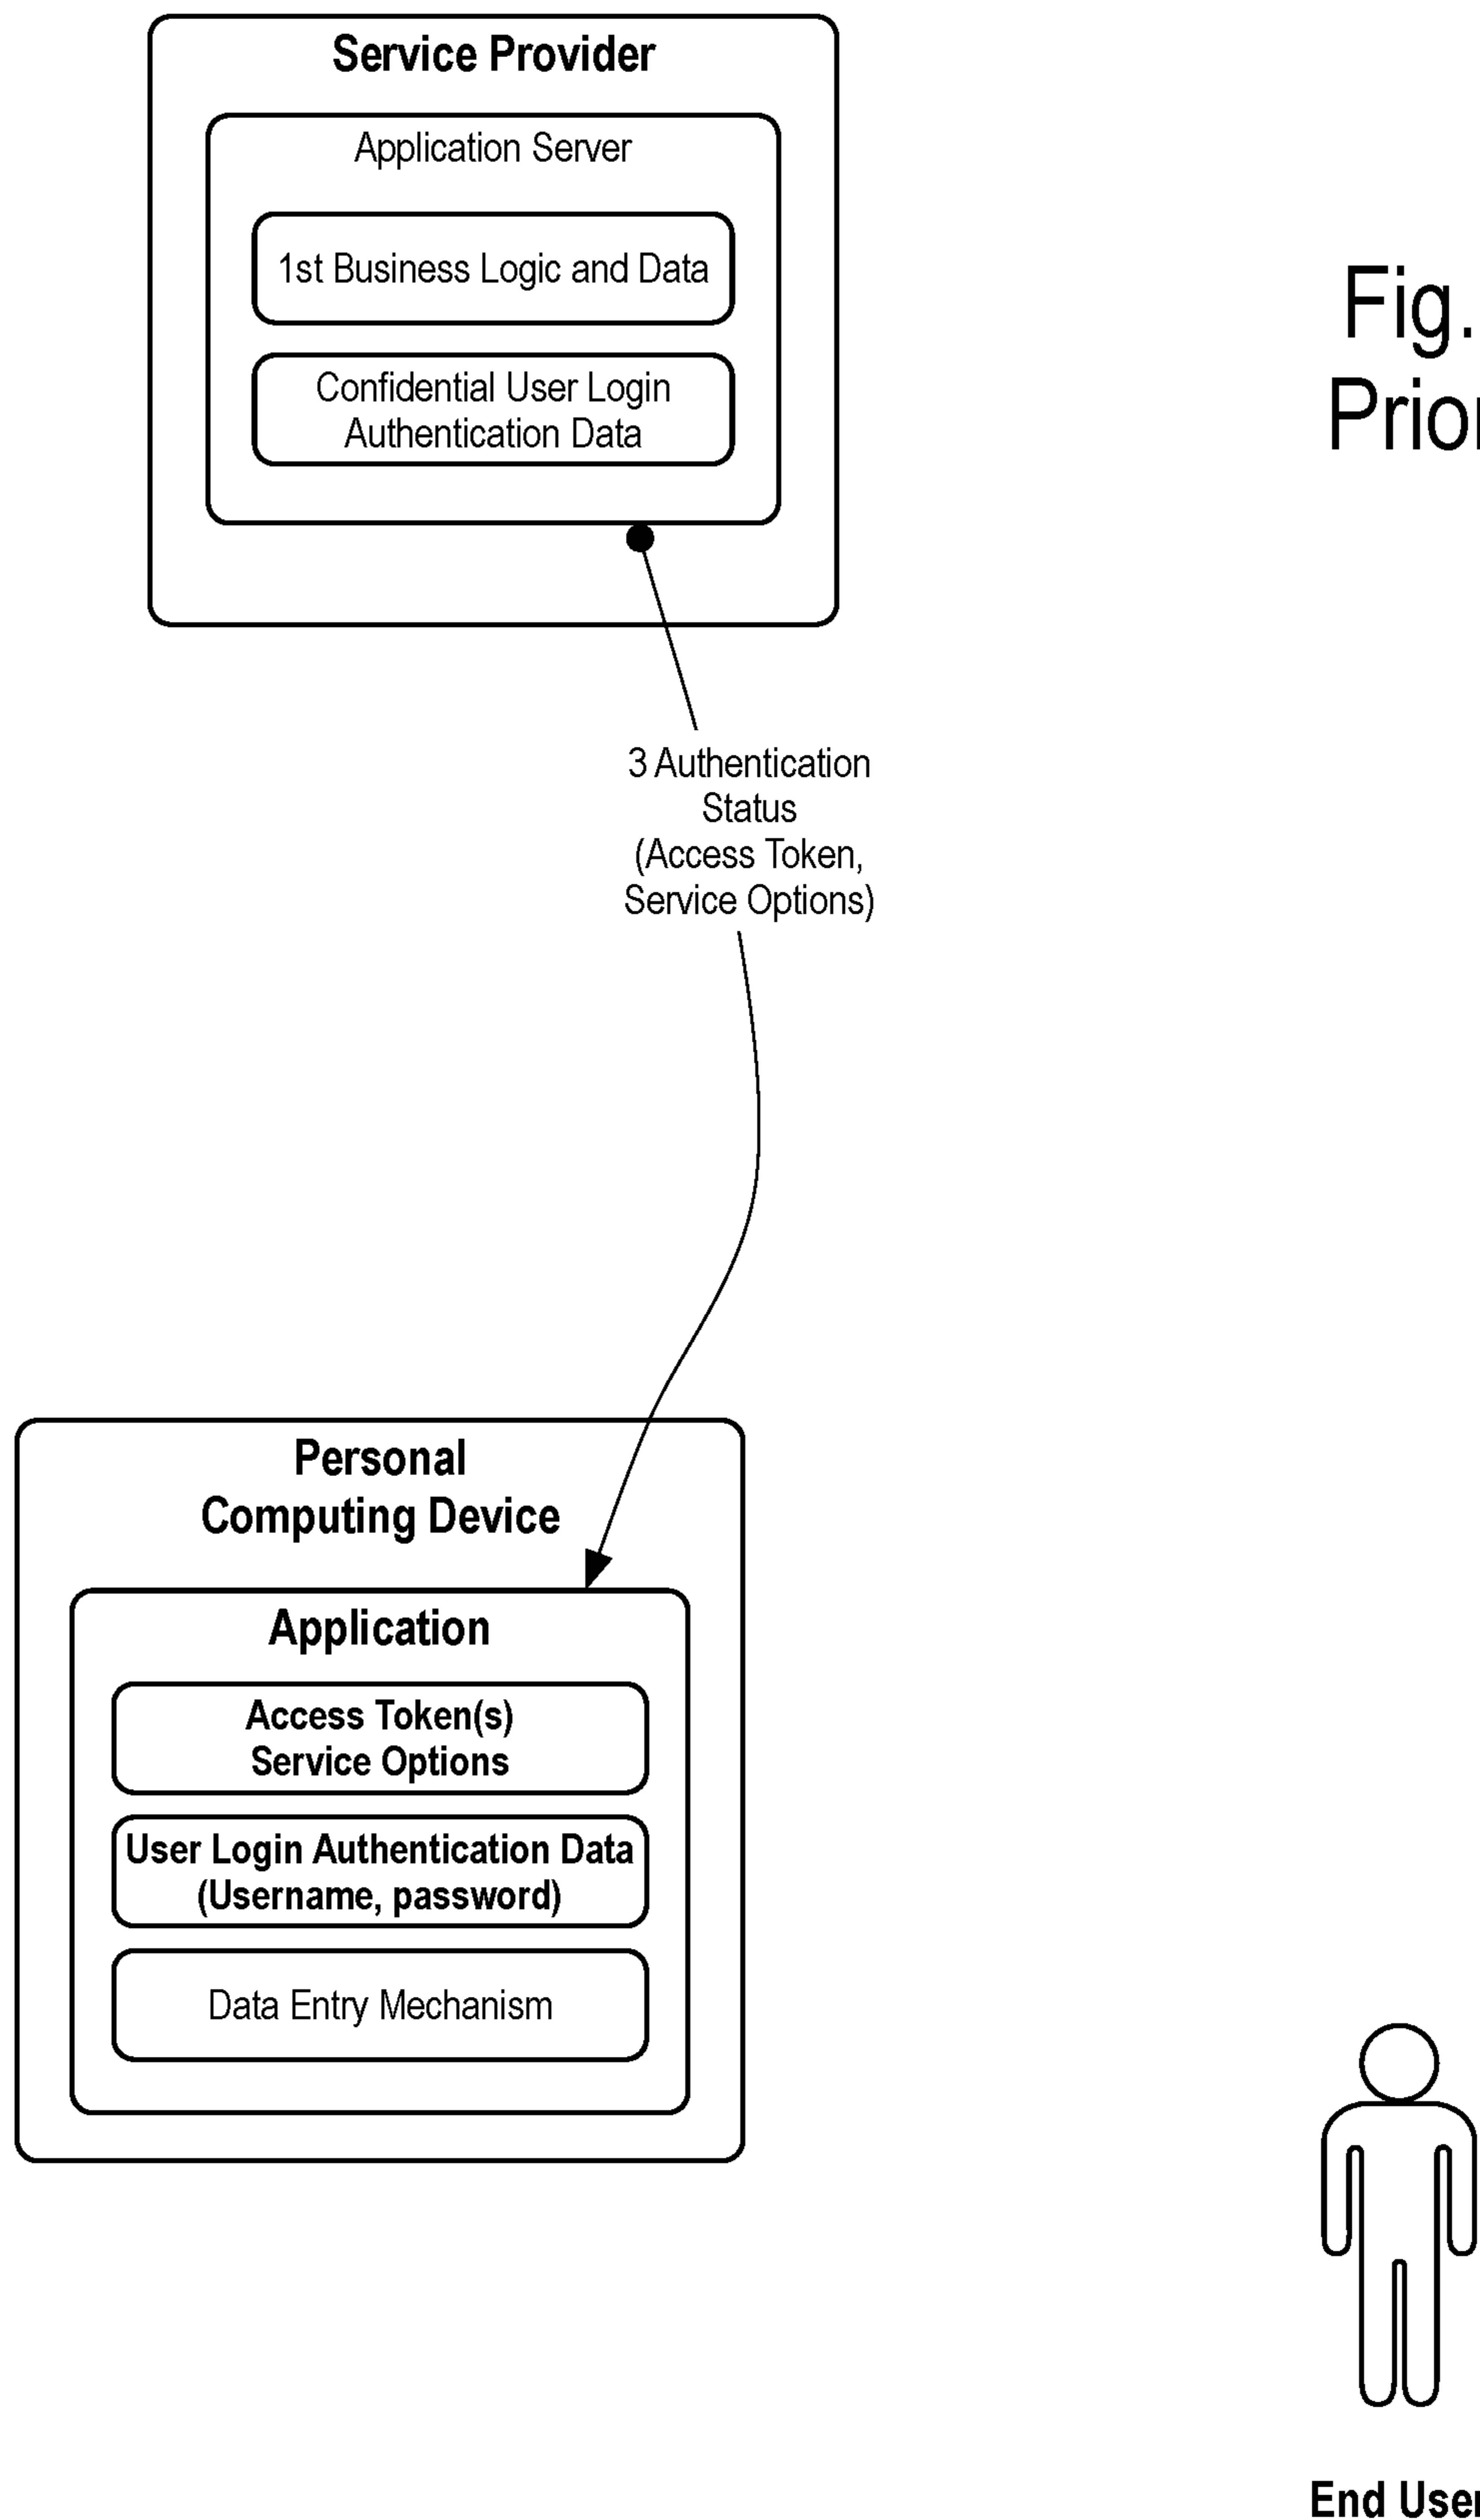 Service Provider
Application Server
1st Business Logic and Data
Confidential User Login
Authentication Data
Fig.
Prior
3 Authentication
Status
(Access Token,
Service Options)
Personal
Computing Device
Application
Access Token(s)
Service Options
User Login Authentication Data
(Username, password)
Data Entry Mechanism
End User